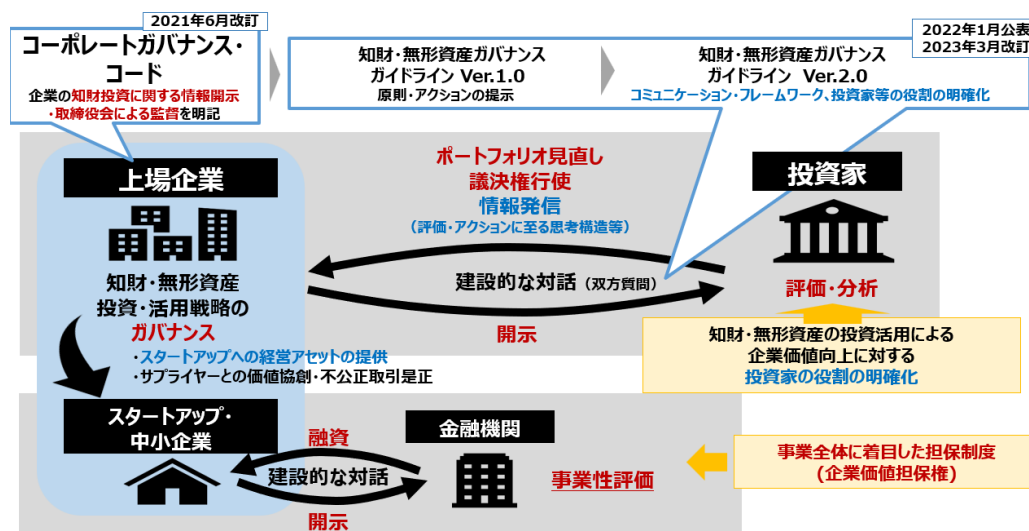 2021年6月改訂
コーポレートガバナンス・
コード
企業の知財投資に関する情報開示
・取締役会による監督を明記
知財・無形資産ガバナンス
ガイドライン Ver.1.0
原則・アクションの提示
2022年1月公表
2023年3月改訂
知財・無形資産ガバナンス
ガイドライン Ver.2.0
コミュニケーション・フレームワーク、投資家等の役割の明確化
上場企業
知財・無形資産
投資・活用戦略の
ガバナンス
・スタートアップへの経営アセットの提供
・サプライヤーとの価値協創・不公正取引是正
ポートフォリオ見直し
議決権行使
情報発信
（評価・アクションに至る思考構造等）
建設的な対話（双方質問）
開示
投資家
評価・分析
知財・無形資産の投資活用による
企業価値向上に対する
投資家の役割の明確化
スタートアップ・
中小企業
融資
建設的な対話
開示
金融機関
事業性評価
事業全体に着目した担保制度
(企業価値担保権)